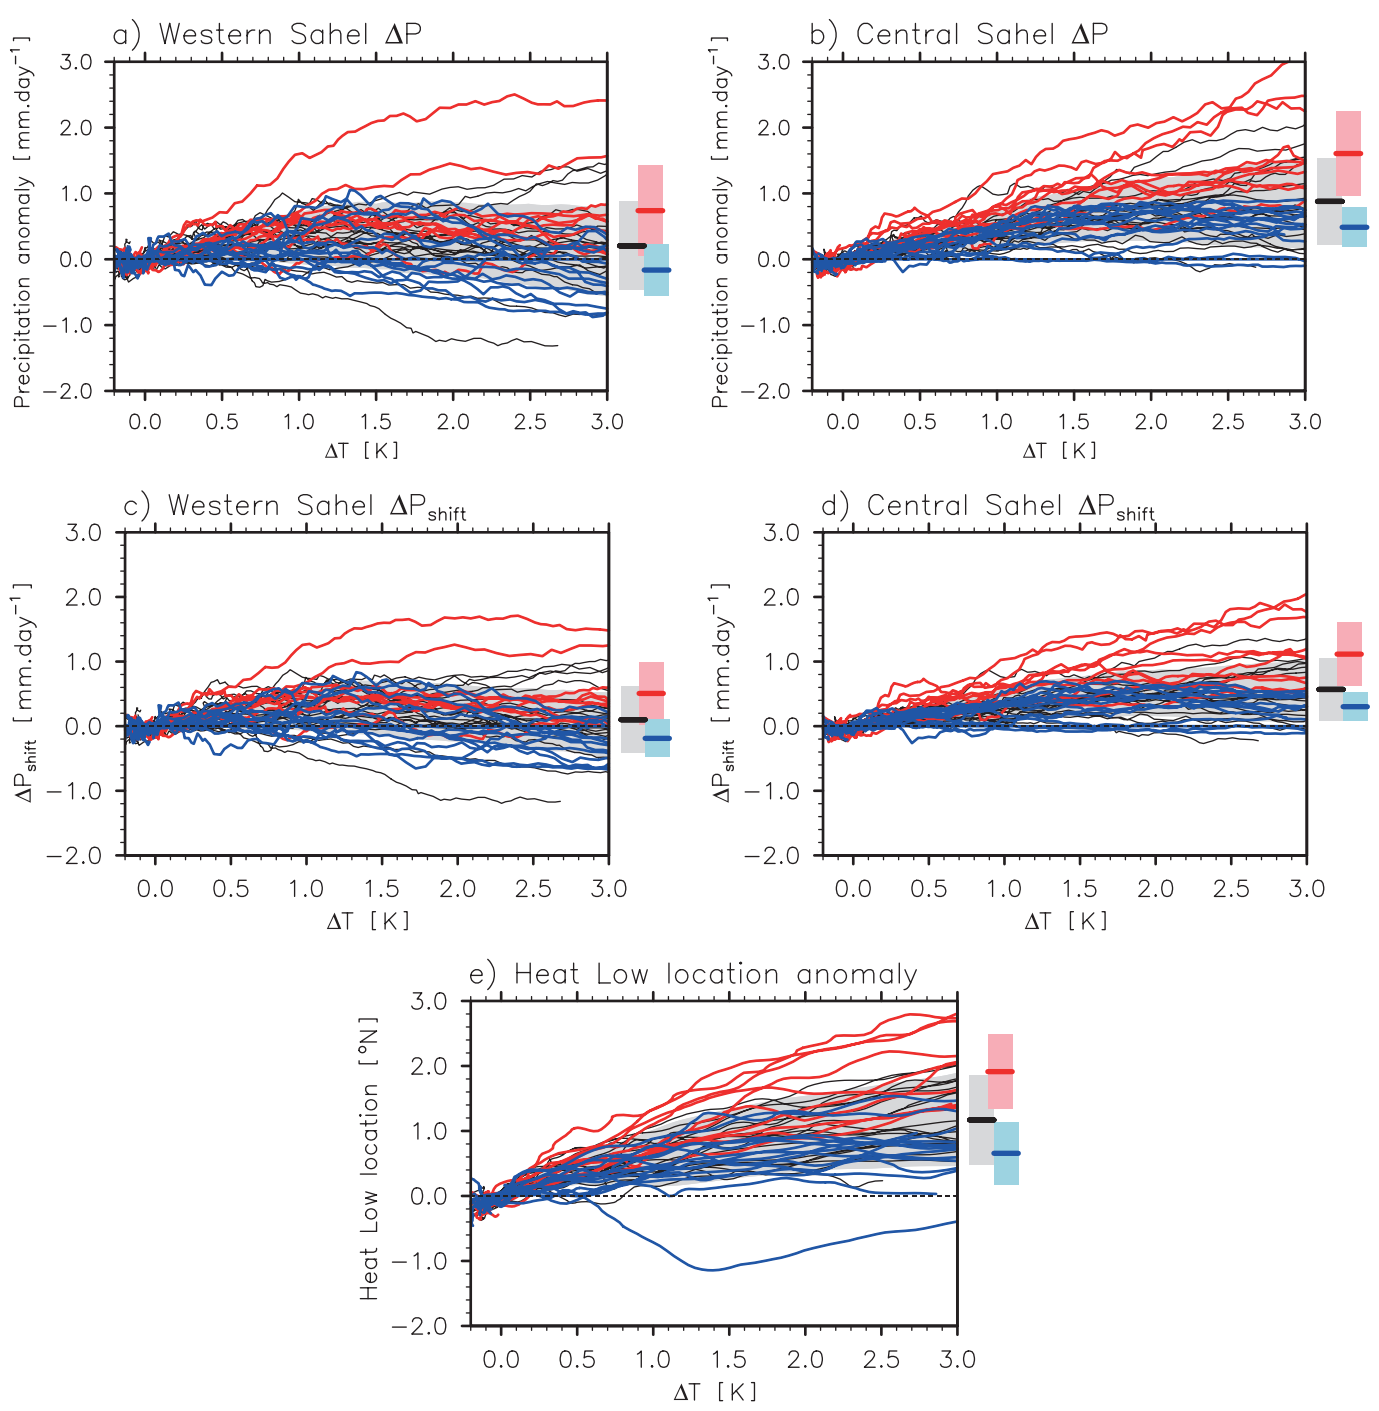 a) Western Sahel ΔP
Precipitation anomaly [mm.day⁻¹]
3.0
2.0
1.0
0.0
−1.0
−2.0
0.0 0.5 1.0 1.5 2.0 2.5 3.0
ΔT [K]
b) Central Sahel ΔP
Precipitation anomaly [mm.day⁻¹]
3.0
2.0
1.0
0.0
−1.0
−2.0
0.0 0.5 1.0 1.5 2.0 2.5 3.0
ΔT [K]
c) Western Sahel ΔPshift
ΔPshift [mm.day⁻¹]
3.0
2.0
1.0
0.0
−1.0
−2.0
0.0 0.5 1.0 1.5 2.0 2.5 3.0
ΔT [K]
d) Central Sahel ΔPshift
ΔPshift [mm.day⁻¹]
3.0
2.0
1.0
0.0
−1.0
−2.0
0.0 0.5 1.0 1.5 2.0 2.5 3.0
ΔT [K]
e) Heat Low location anomaly
Heat Low location [°N]
3.0
2.0
1.0
0.0
−1.0
−2.0
0.0 0.5 1.0 1.5 2.0 2.5 3.0
ΔT [K]